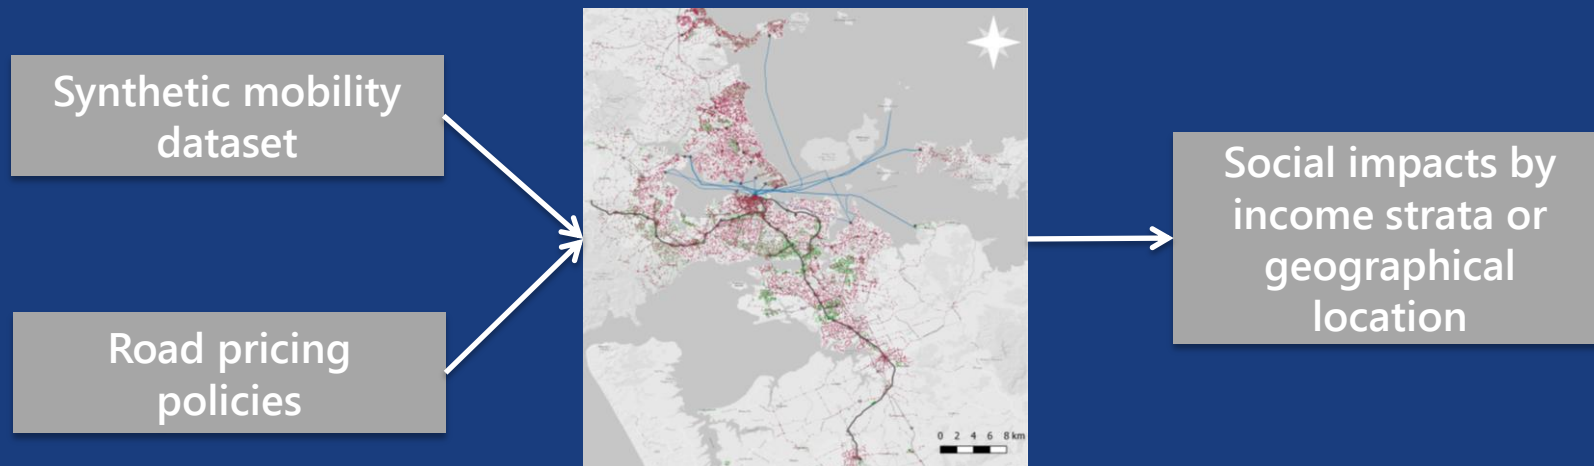 Synthetic mobility
dataset
Road pricing
policies
0 2 4 6 8 km
Social impacts by
income strata or
geographical
location